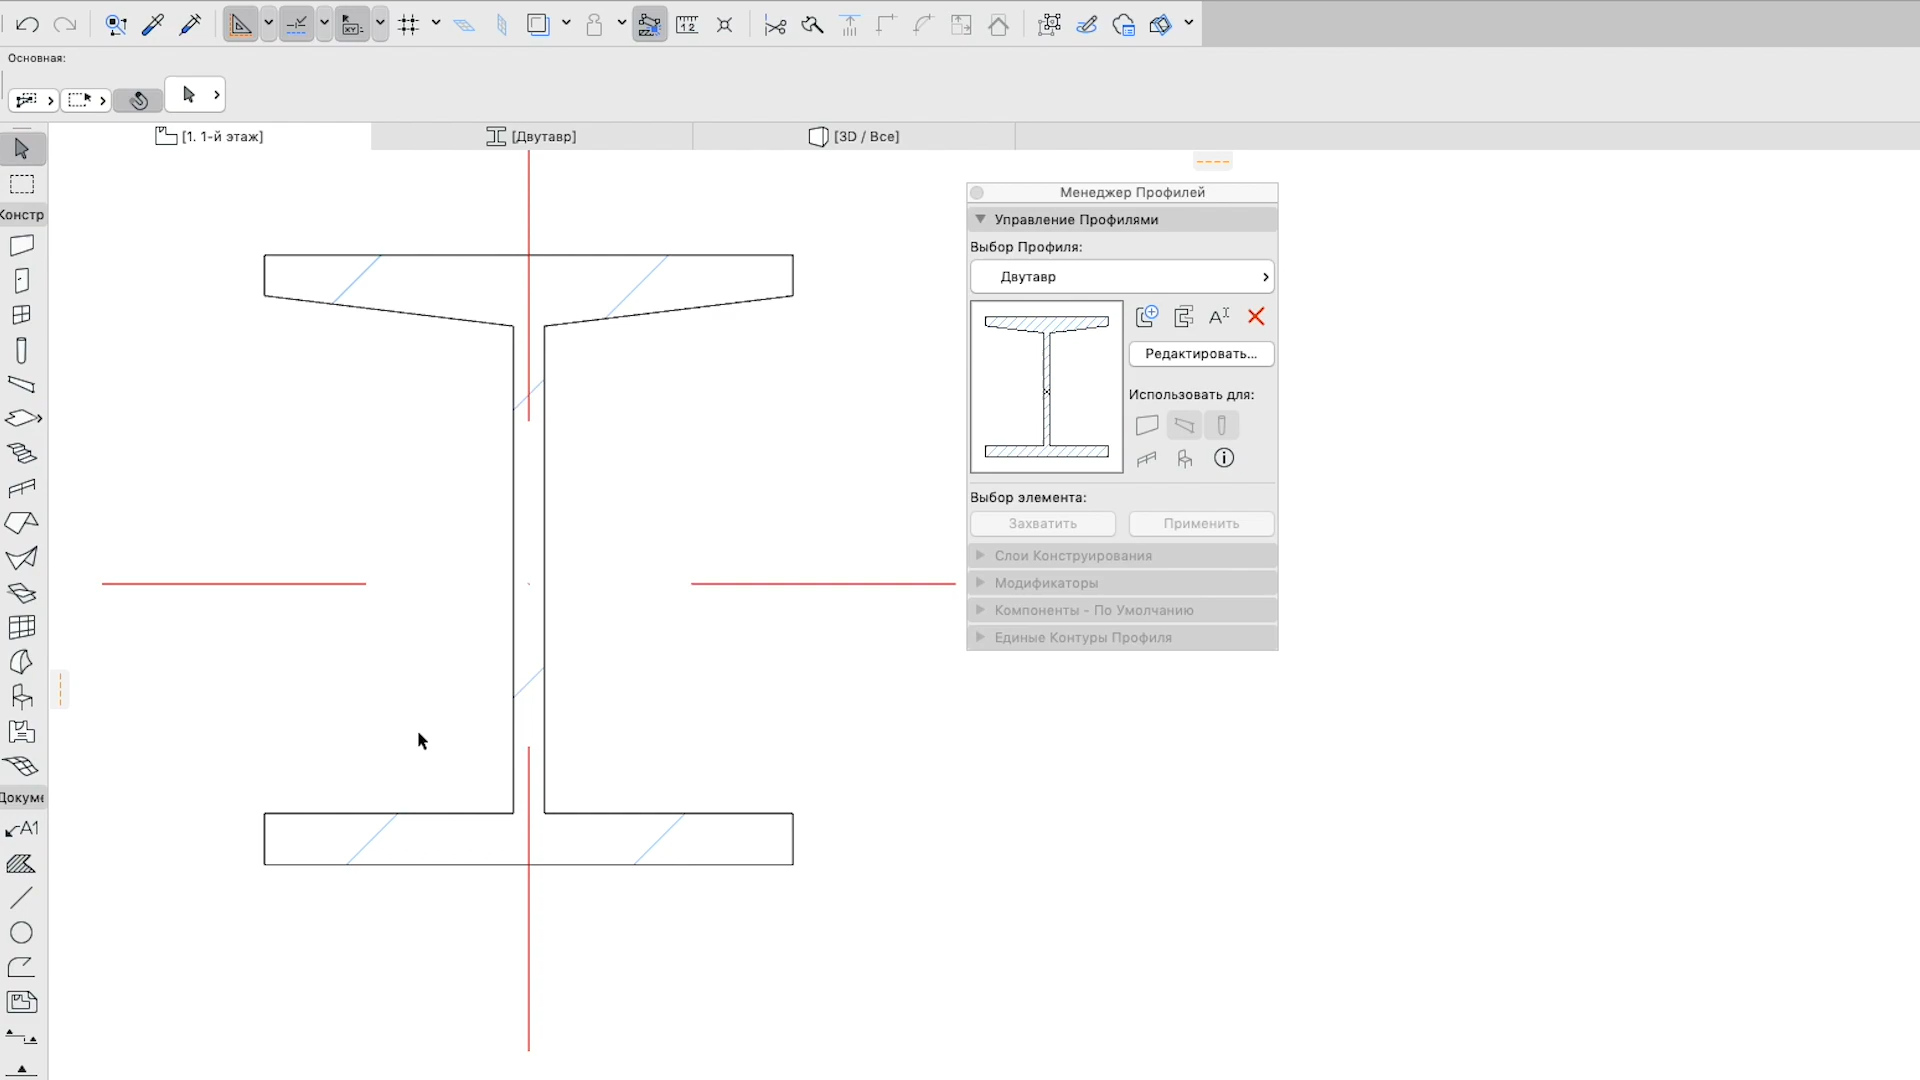 Основная:
[1. 1-й этаж]
[Двутавр]
[3D / Все]
Констр
Докуме
A1
Менеджер Профилей
Управление Профилями
Выбор Профиля:
Двутавр
Редактировать...
Использовать для:
Выбор элемента:
Захватить
Применить
Слои Конструирования
Модификаторы
Компоненты - По Умолчанию
Единые Контуры Профиля